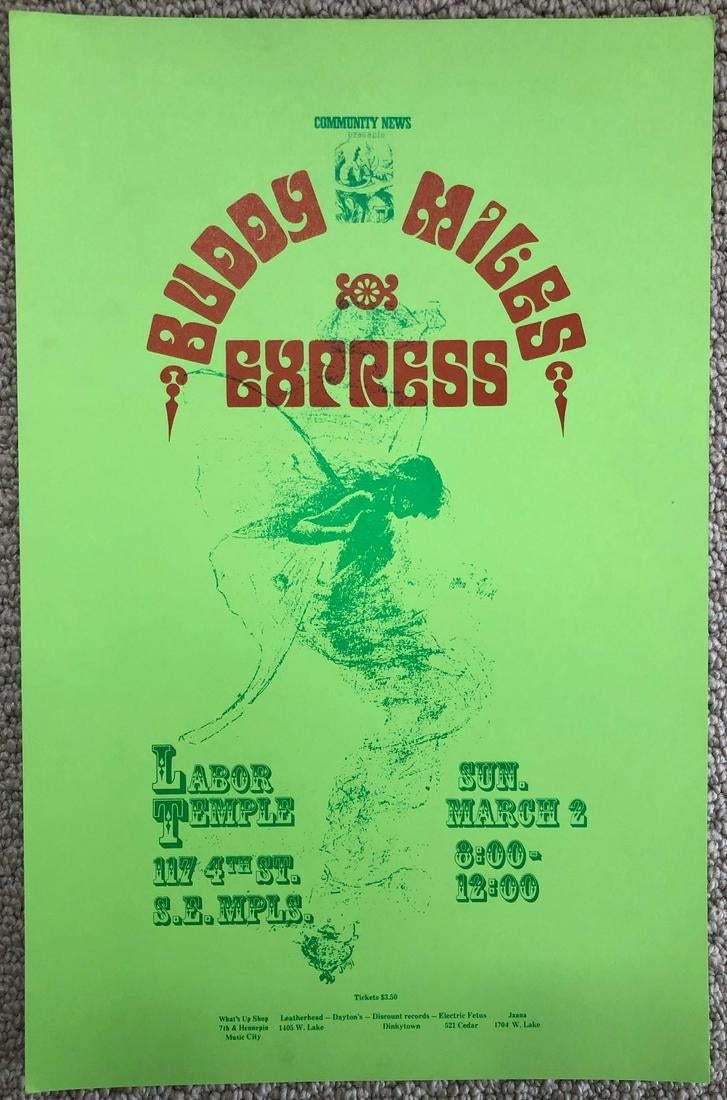 COMMUNITY NEWS
presents
BUDDY MILES
EXPRESS
LABOR
TEMPLE
117 4TH ST.
S.E. MPLS.
SUN.
MARCH 2
8:00-
12:00
Tickets $3.50
What's Up Shop Leatherhead — Dayton's — Discount records — Electric Fetus Jxana
7th & Hennepin 1405 W. Lake Dinkytown 521 Cedar 1704 W. Lake
Music City